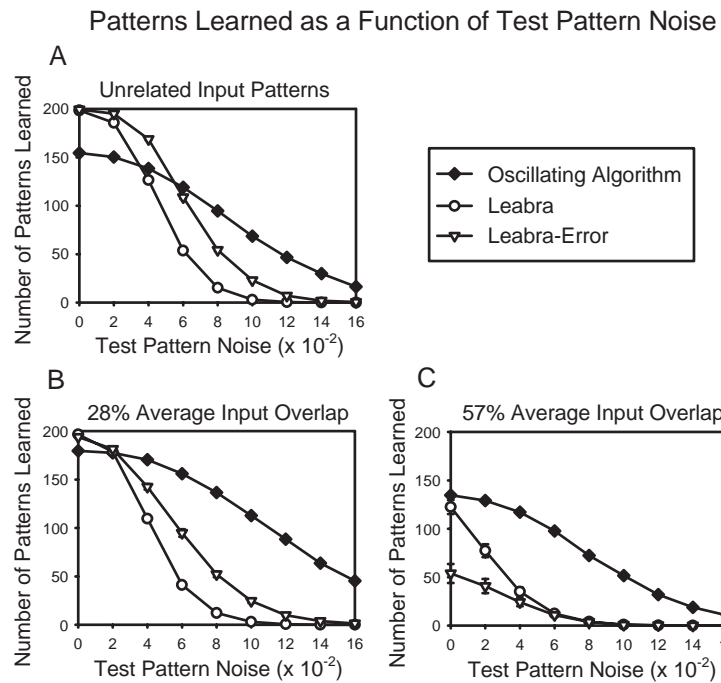 Patterns Learned as a Function of Test Pattern Noise
A
Unrelated Input Patterns
Number of Patterns Learned
200
150
100
50
0
0 2 4 6 8 10 12 14 16
Test Pattern Noise (x 10-2)
Oscillating Algorithm
Leabra
Leabra-Error
B
28% Average Input Overlap
Number of Patterns Learned
200
150
100
50
0
0 2 4 6 8 10 12 14 16
Test Pattern Noise (x 10-2)
C
57% Average Input Overlap
Number of Patterns Learned
200
150
100
50
0
0 2 4 6 8 10 12 14
Test Pattern Noise (x 10-2)